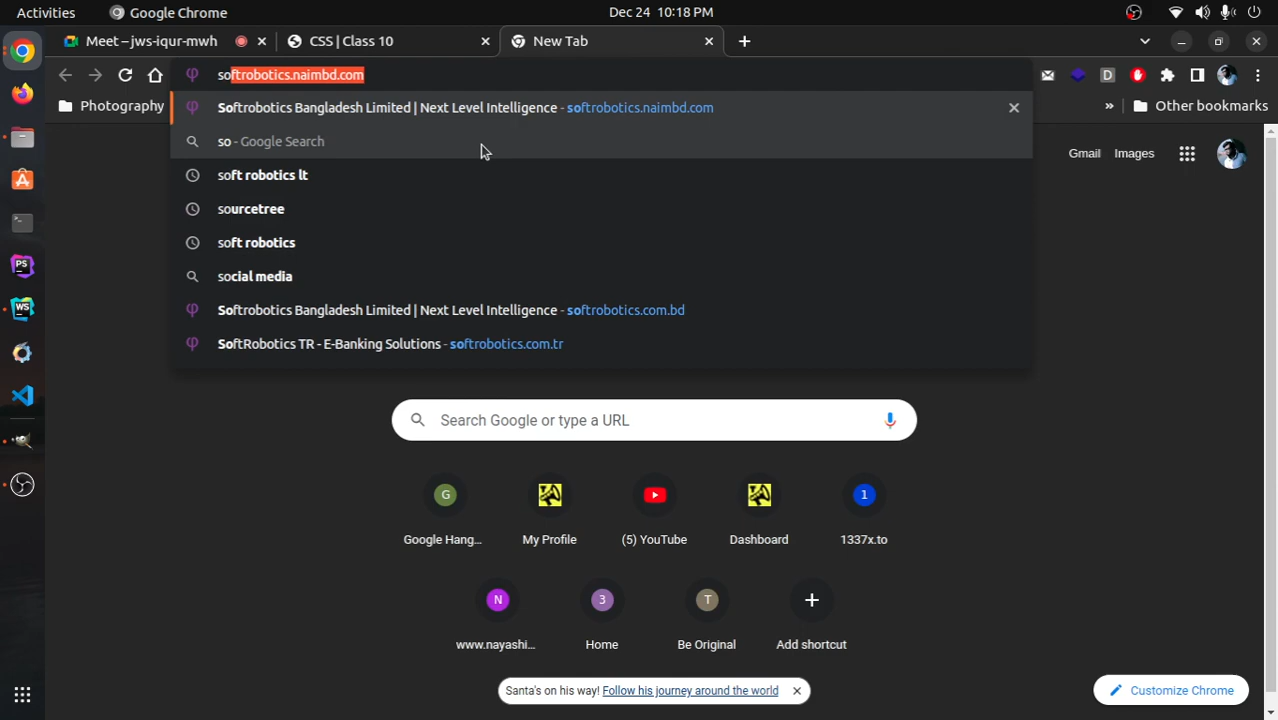 Activities Google Chrome Dec 24 10:18 PM
Meet – jws-iqur-mwh CSS | Class 10 New Tab
softrobotics.naimbd.com
Photography Other bookmarks
Softrobotics Bangladesh Limited | Next Level Intelligence - softrobotics.naimbd.com
so - Google Search
Gmail Images
soft robotics lt
sourcetree
soft robotics
social media
Softrobotics Bangladesh Limited | Next Level Intelligence - softrobotics.com.bd
SoftRobotics TR - E-Banking Solutions - softrobotics.com.tr
Search Google or type a URL
G 1
Google Hang... My Profile (5) YouTube Dashboard 1337x.to
N 3 T
www.nayashi... Home Be Original Add shortcut
Santa's on his way! Follow his journey around the world
Customize Chrome
PS
WS
D